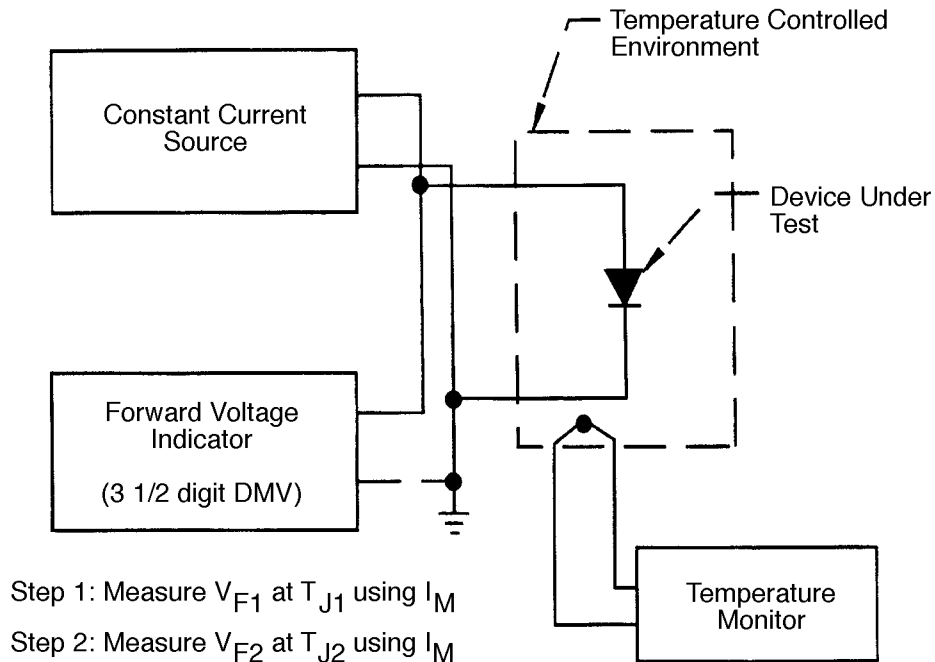 Temperature Controlled
Environment
Constant Current
Source
Device Under
Test
Forward Voltage
Indicator
(3 1/2 digit DMV)
Step 1: Measure VF1 at TJ1 using IM
Step 2: Measure VF2 at TJ2 using IM
Temperature
Monitor